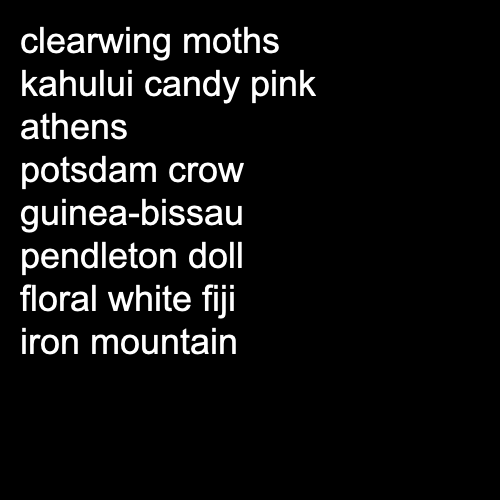 clearwing moths
kahului candy pink
athens
potsdam crow
guinea-bissau
pendleton doll
floral white fiji
iron mountain